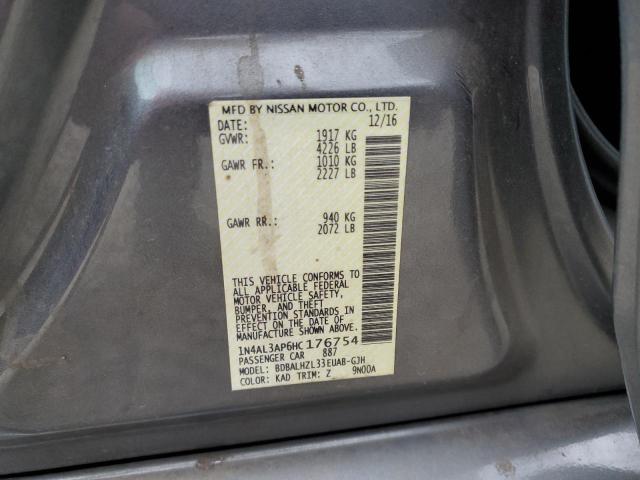 MFD BY NISSAN MOTOR CO., LTD.
DATE: 12/16
GVWR: 1917 KG
4226 LB
GAWR FR.: 1010 KG
2227 LB
GAWR RR.: 940 KG
2072 LB
THIS VEHICLE CONFORMS TO
ALL APPLICABLE FEDERAL
MOTOR VEHICLE SAFETY,
BUMPER, AND THEFT
PREVENTION STANDARDS IN
EFFECT ON THE DATE OF
MANUFACTURE SHOWN ABOVE.
1N4AL3AP6HC176754
PASSENGER CAR 887
MODEL: BDBALHZL33EUAB-GJH
COLOR: KAD TRIM: Z 9N00A